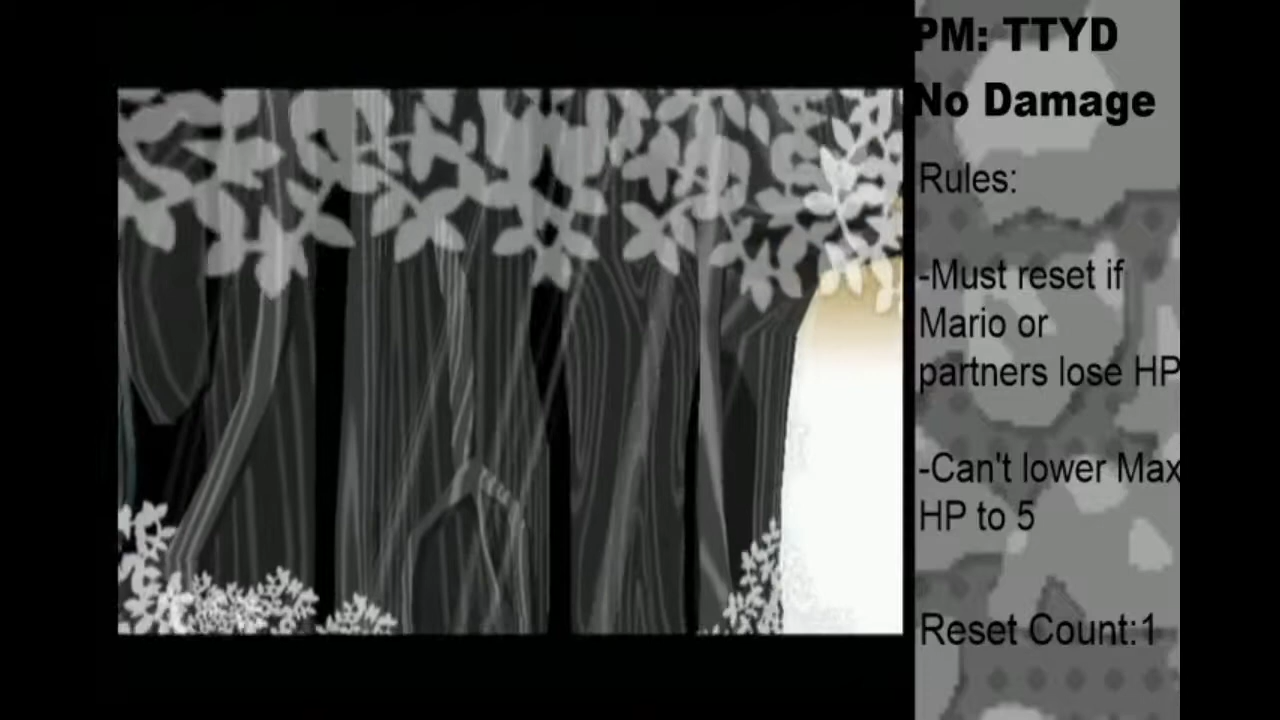 PM: TTYD
No Damage
Rules:
-Must reset if
Mario or
partners lose HP
-Can't lower Max
HP to 5
Reset Count:1